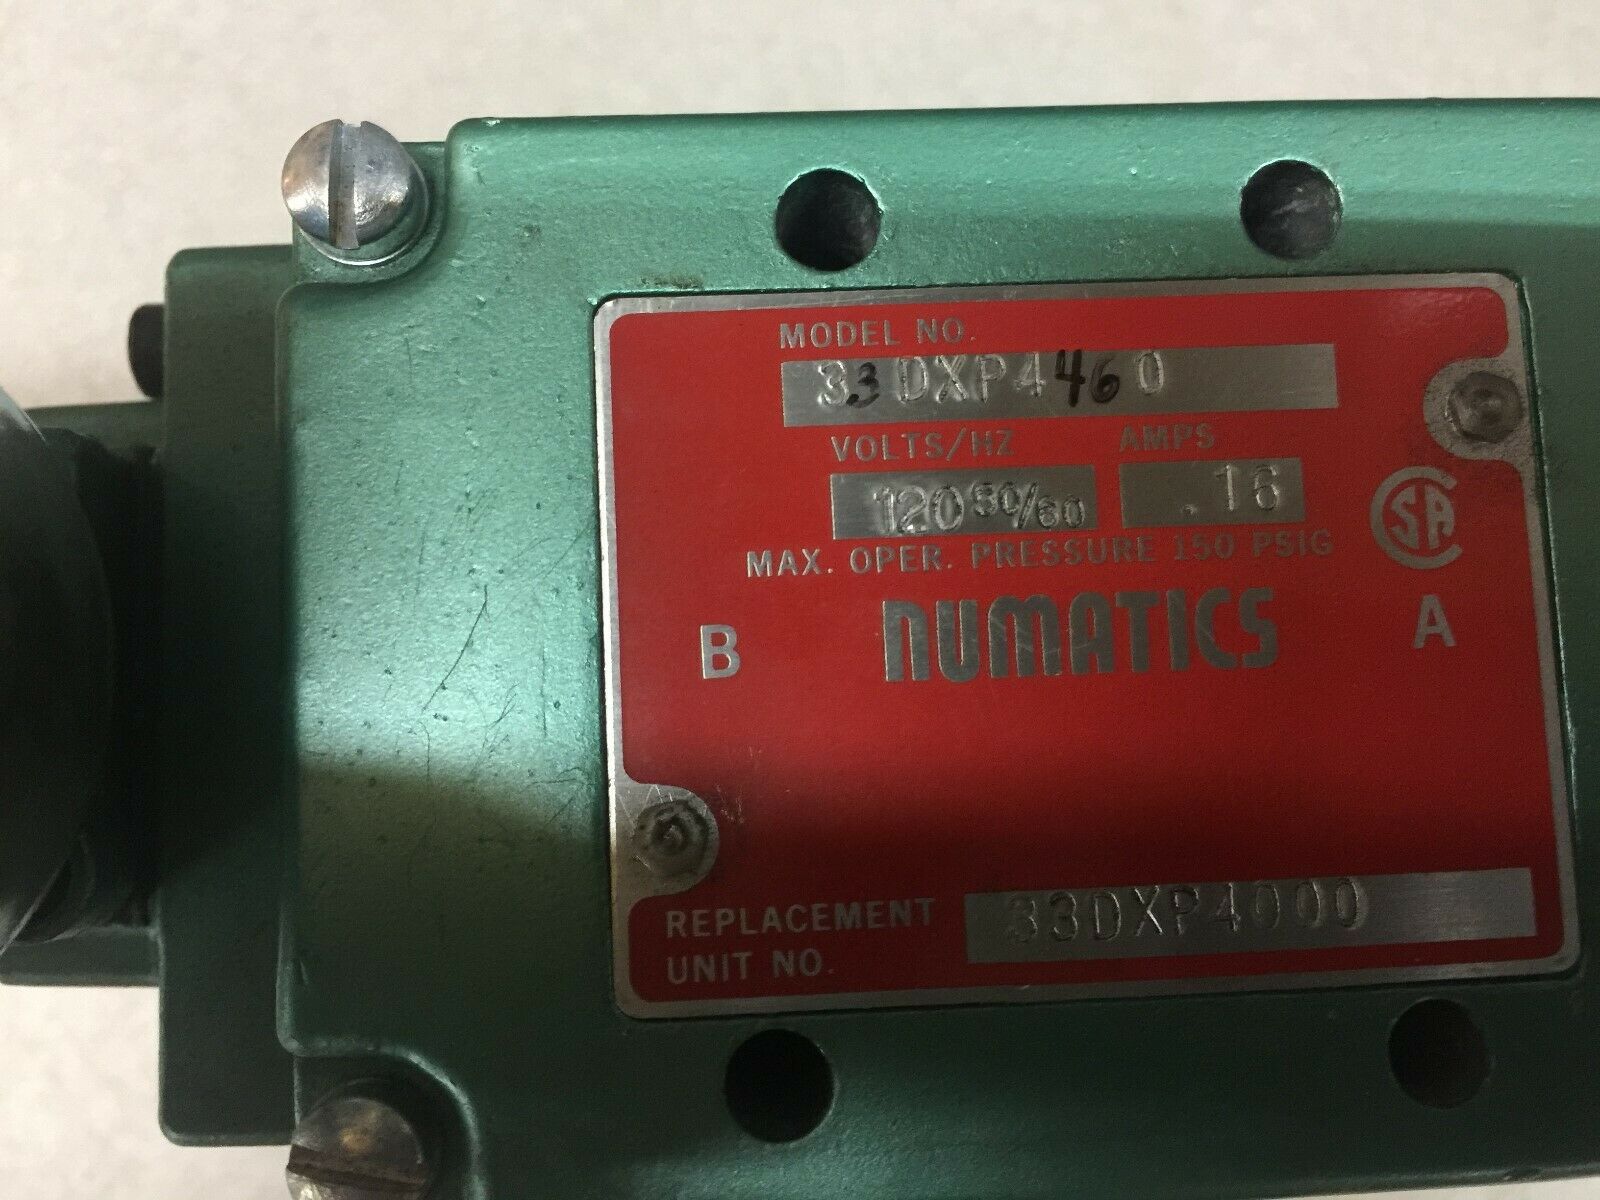 MODEL NO.
33DXP4460
VOLTS/HZ AMPS
120 50/60 .16
MAX. OPER. PRESSURE 150 PSIG
CSA
B NUMATICS A
REPLACEMENT
UNIT NO. 33DXP4000